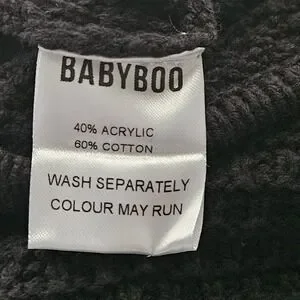 BABYBOO
40% ACRYLIC
60% COTTON
WASH SEPARATELY
COLOUR MAY RUN